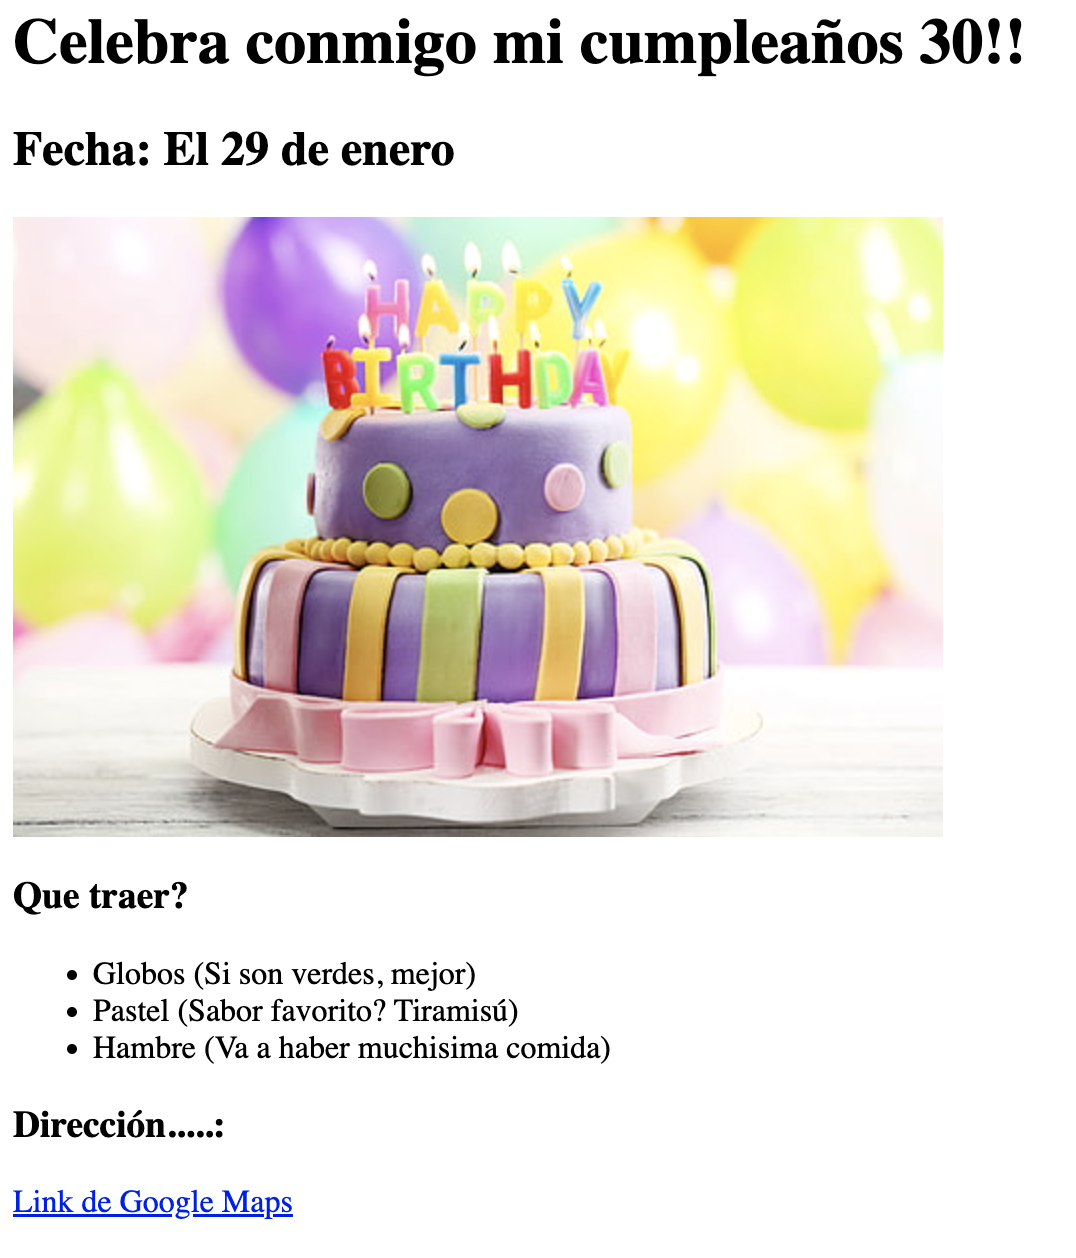 Celebra conmigo mi cumpleaños 30!!
Fecha: El 29 de enero
HAPPY
BIRTHDAY
Que traer?
Globos (Si son verdes, mejor)
Pastel (Sabor favorito? Tiramisú)
Hambre (Va a haber muchisima comida)
Dirección.....:
Link de Google Maps